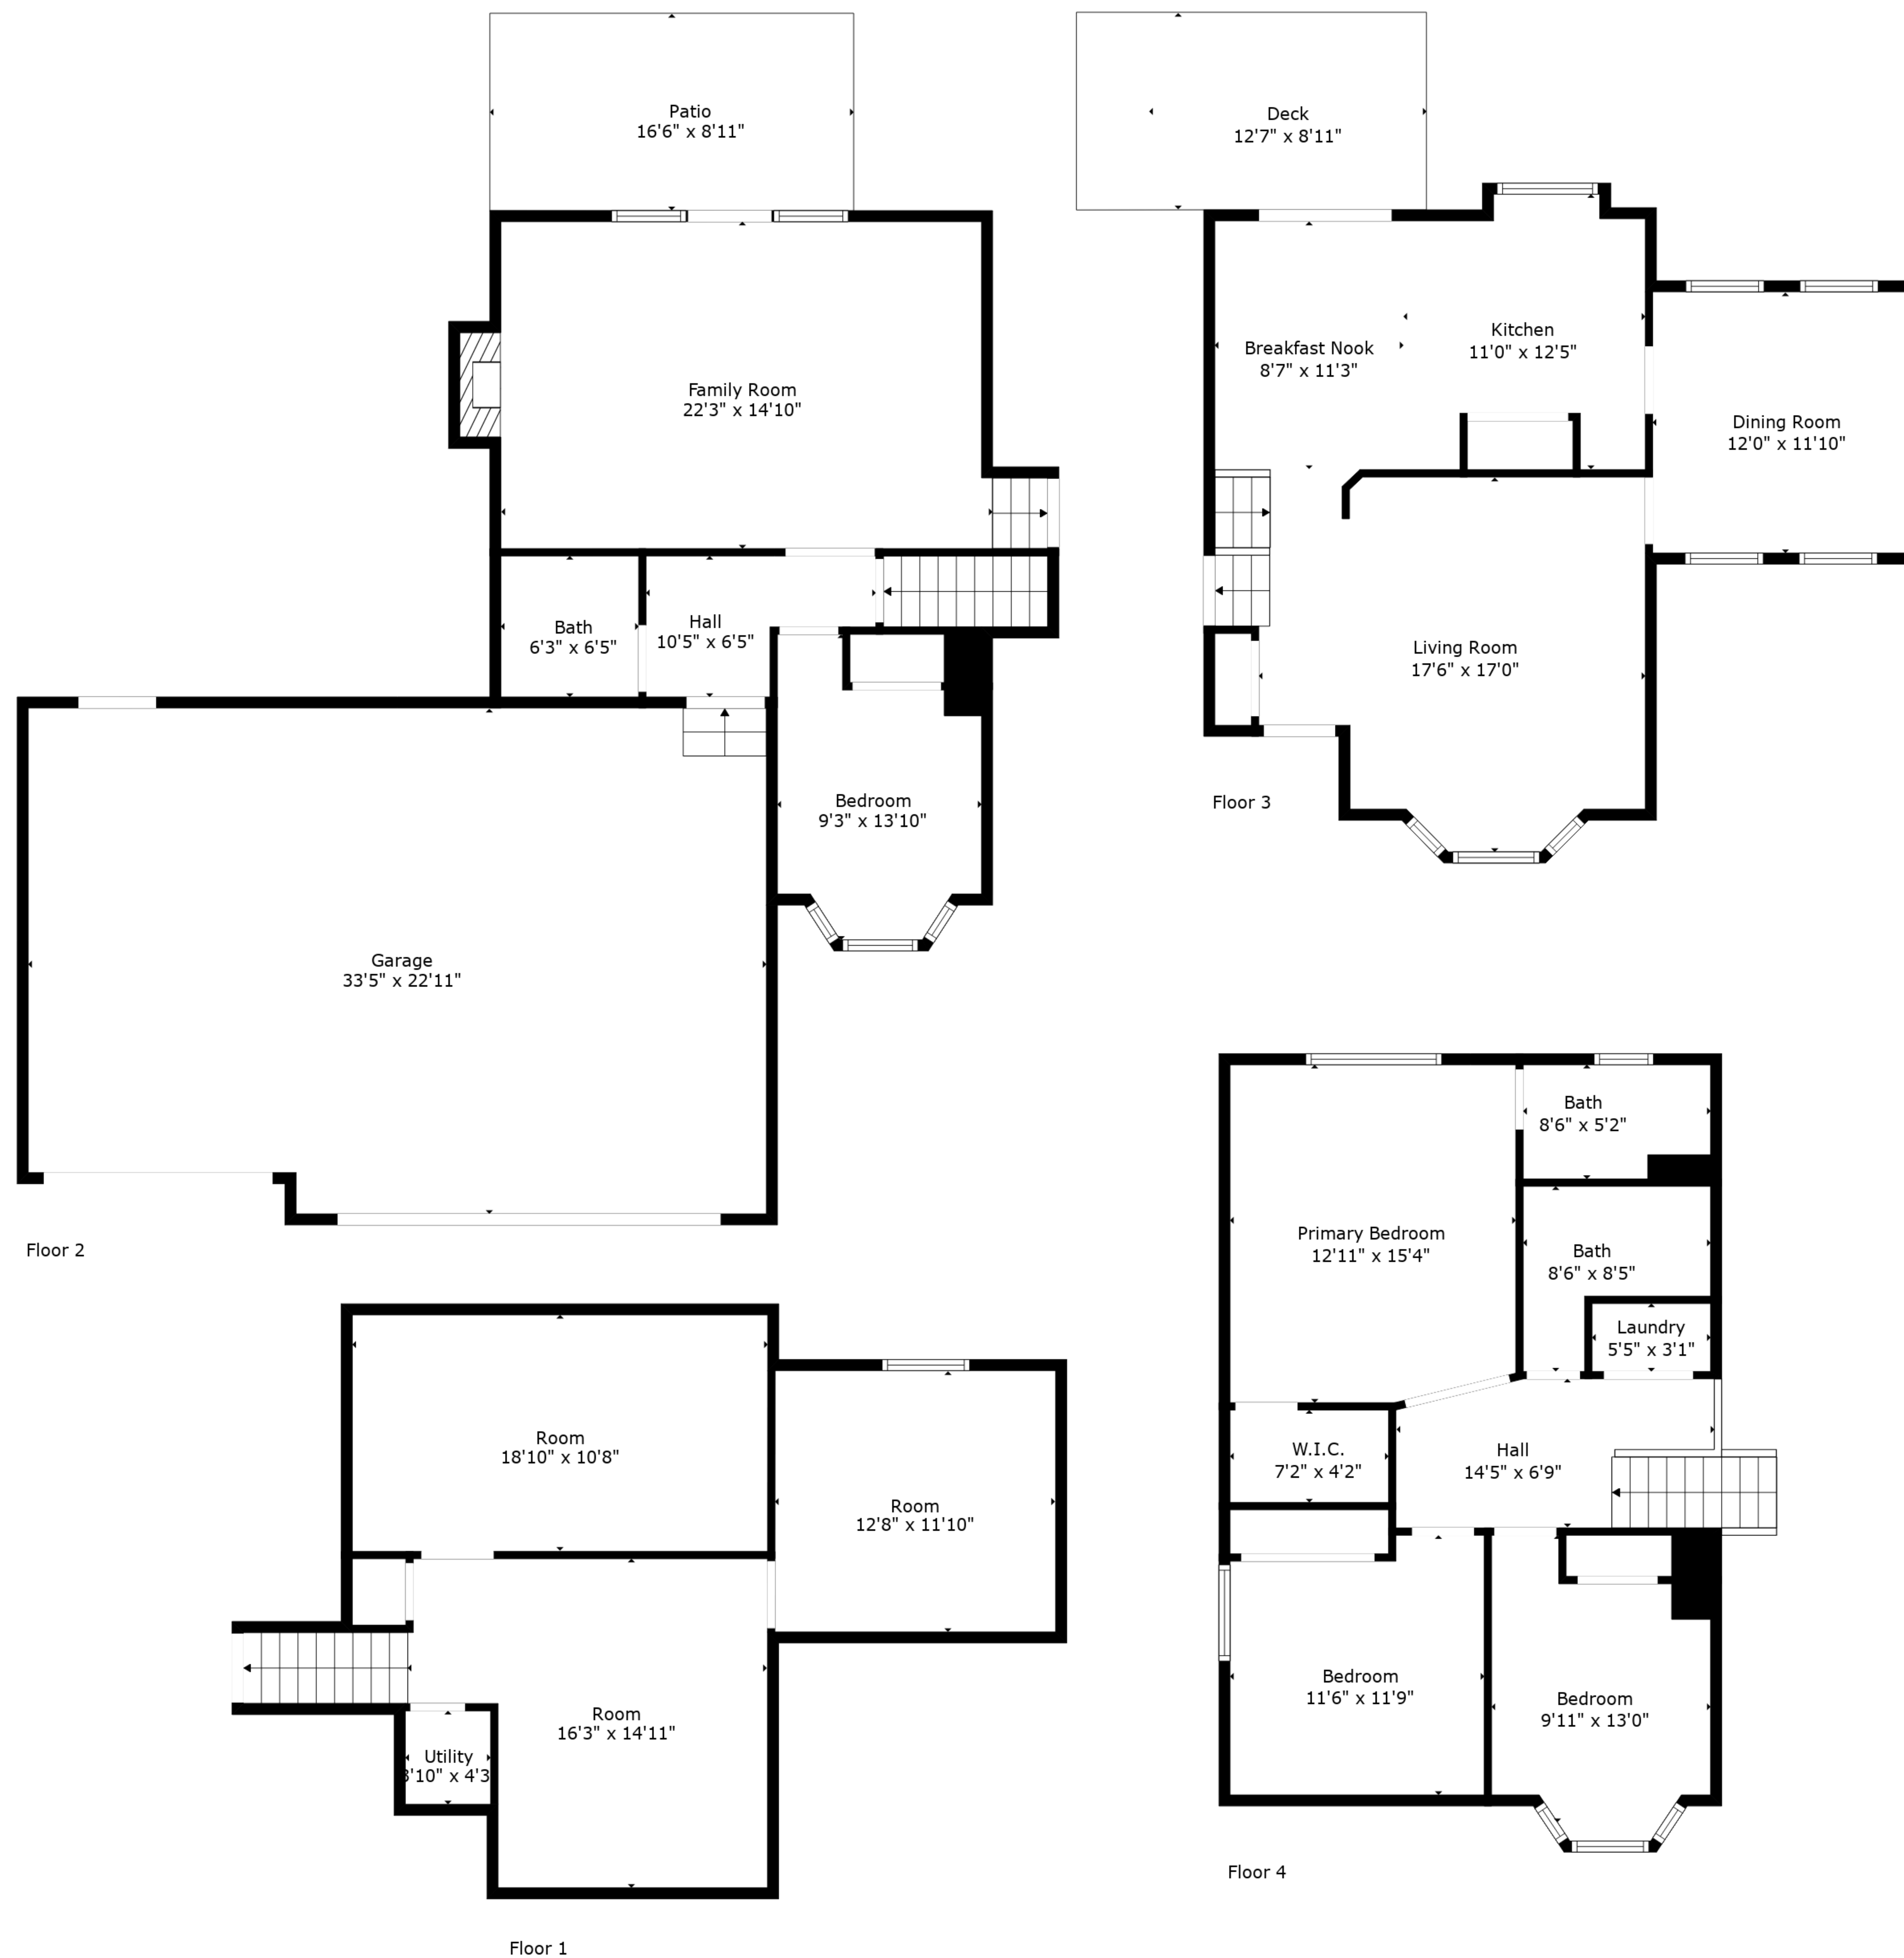 Patio
16'6" x 8'11"
Family Room
22'3" x 14'10"
Bath
6'3" x 6'5"
Hall
10'5" x 6'5"
Bedroom
9'3" x 13'10"
Garage
33'5" x 22'11"
Floor 2
Deck
12'7" x 8'11"
Breakfast Nook
8'7" x 11'3"
Kitchen
11'0" x 12'5"
Dining Room
12'0" x 11'10"
Living Room
17'6" x 17'0"
Floor 3
Room
18'10" x 10'8"
Room
12'8" x 11'10"
Room
16'3" x 14'11"
Utility
3'10" x 4'3
Floor 1
Bath
8'6" x 5'2"
Primary Bedroom
12'11" x 15'4"
Bath
8'6" x 8'5"
Laundry
5'5" x 3'1"
W.I.C.
7'2" x 4'2"
Hall
14'5" x 6'9"
Bedroom
11'6" x 11'9"
Bedroom
9'11" x 13'0"
Floor 4